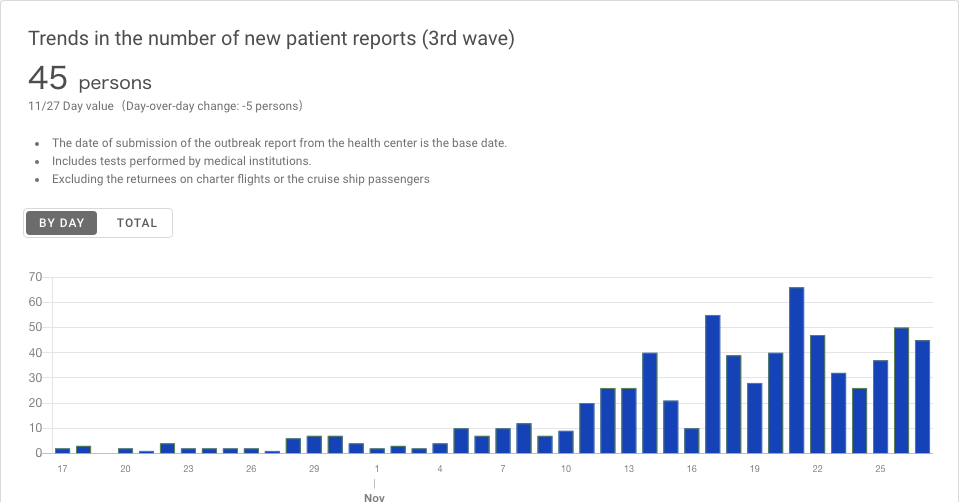 Trends in the number of new patient reports (3rd wave)
45 persons
11/27 Day value (Day-over-day change: -5 persons)
The date of submission of the outbreak report from the health center is the base date.
Includes tests performed by medical institutions.
Excluding the returnees on charter flights or the cruise ship passengers
BY DAY TOTAL
70
60
50
40
30
20
10
0
17 20 23 26 29 1 4 7 10 13 16 19 22 25
Nov